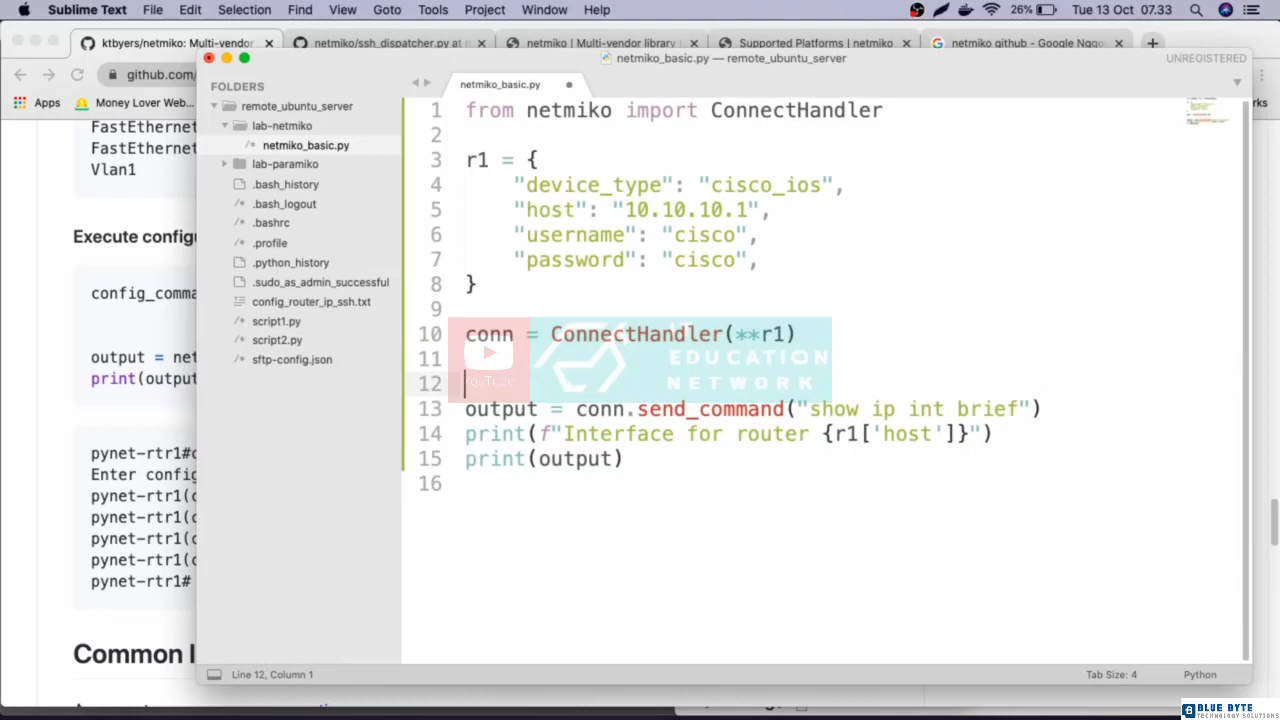 Sublime Text File Edit Selection Find View Goto Tools Project Window Help 26% Tue 13 Oct 07.33
ktbyers/netmiko: Multi-vendor netmiko/ssh_dispatcher.py at netmiko | Multi-vendor library Supported Platforms | netmiko netmiko github - Google
github.com/
netmiko_basic.py — remote_ubuntu_server
UNREGISTERED
Apps Money Lover Web...
FastEthernet
FastEthernet
Vlan1
Execute config
config_comma
output = net
print(output
pynet-rtr1#c
Enter config
pynet-rtr1(c
pynet-rtr1(c
pynet-rtr1(c
pynet-rtr1(c
pynet-rtr1#
Common I
FOLDERS
remote_ubuntu_server
lab-netmiko
netmiko_basic.py
lab-paramiko
.bash_history
.bash_logout
.bashrc
.profile
.python_history
.sudo_as_admin_successful
config_router_ip_ssh.txt
script1.py
script2.py
sftp-config.json
netmiko_basic.py
1 from netmiko import ConnectHandler
2
3 r1 = {
4 "device_type": "cisco_ios",
5 "host": "10.10.10.1",
6 "username": "cisco",
7 "password": "cisco",
8 }
9
10 conn = ConnectHandler(**r1)
11
12
13 output = conn.send_command("show ip int brief")
14 print(f"Interface for router {r1['host']}")
15 print(output)
16
YouTube
EDUCATION
NETWORK
Line 12, Column 1
Tab Size: 4
Python
BLUE BYTE
TECHNOLOGY SOLUTIONS